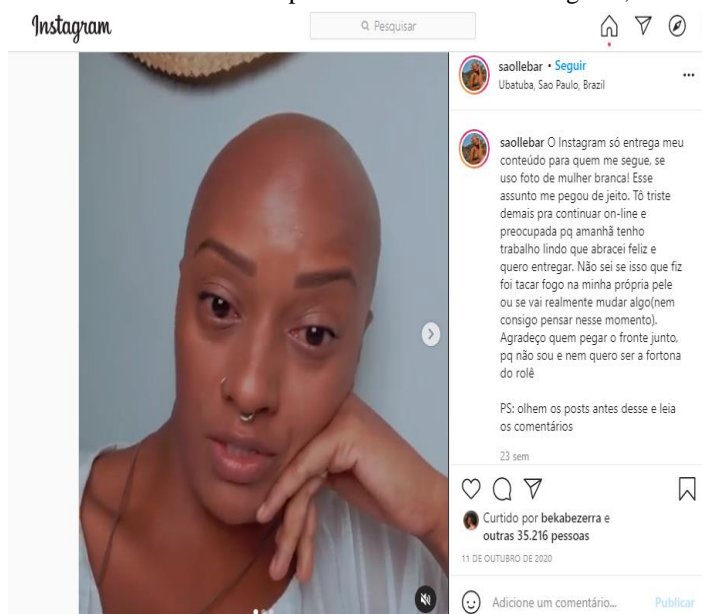 Instagram
Pesquisar
saollebar • Seguir
Ubatuba, Sao Paulo, Brazil
saollebar O Instagram só entrega meu
conteúdo para quem me segue, se
uso foto de mulher branca! Esse
assunto me pegou de jeito. Tô triste
demais pra continuar on-line e
preocupada pq amanhã tenho
trabalho lindo que abracei feliz e
quero entregar. Não sei se isso que fiz
foi tacar fogo na minha própria pele
ou se vai realmente mudar algo(nem
consigo pensar nesse momento).
Agradeço quem pegar o fronte junto,
pq não sou e nem quero ser a fortona
do rolê
PS: olhem os posts antes desse e leia
os comentários
23 sem
Curtido por bekabezerra e
outras 35.216 pessoas
11 DE OUTUBRO DE 2020
Adicione um comentário... Publicar